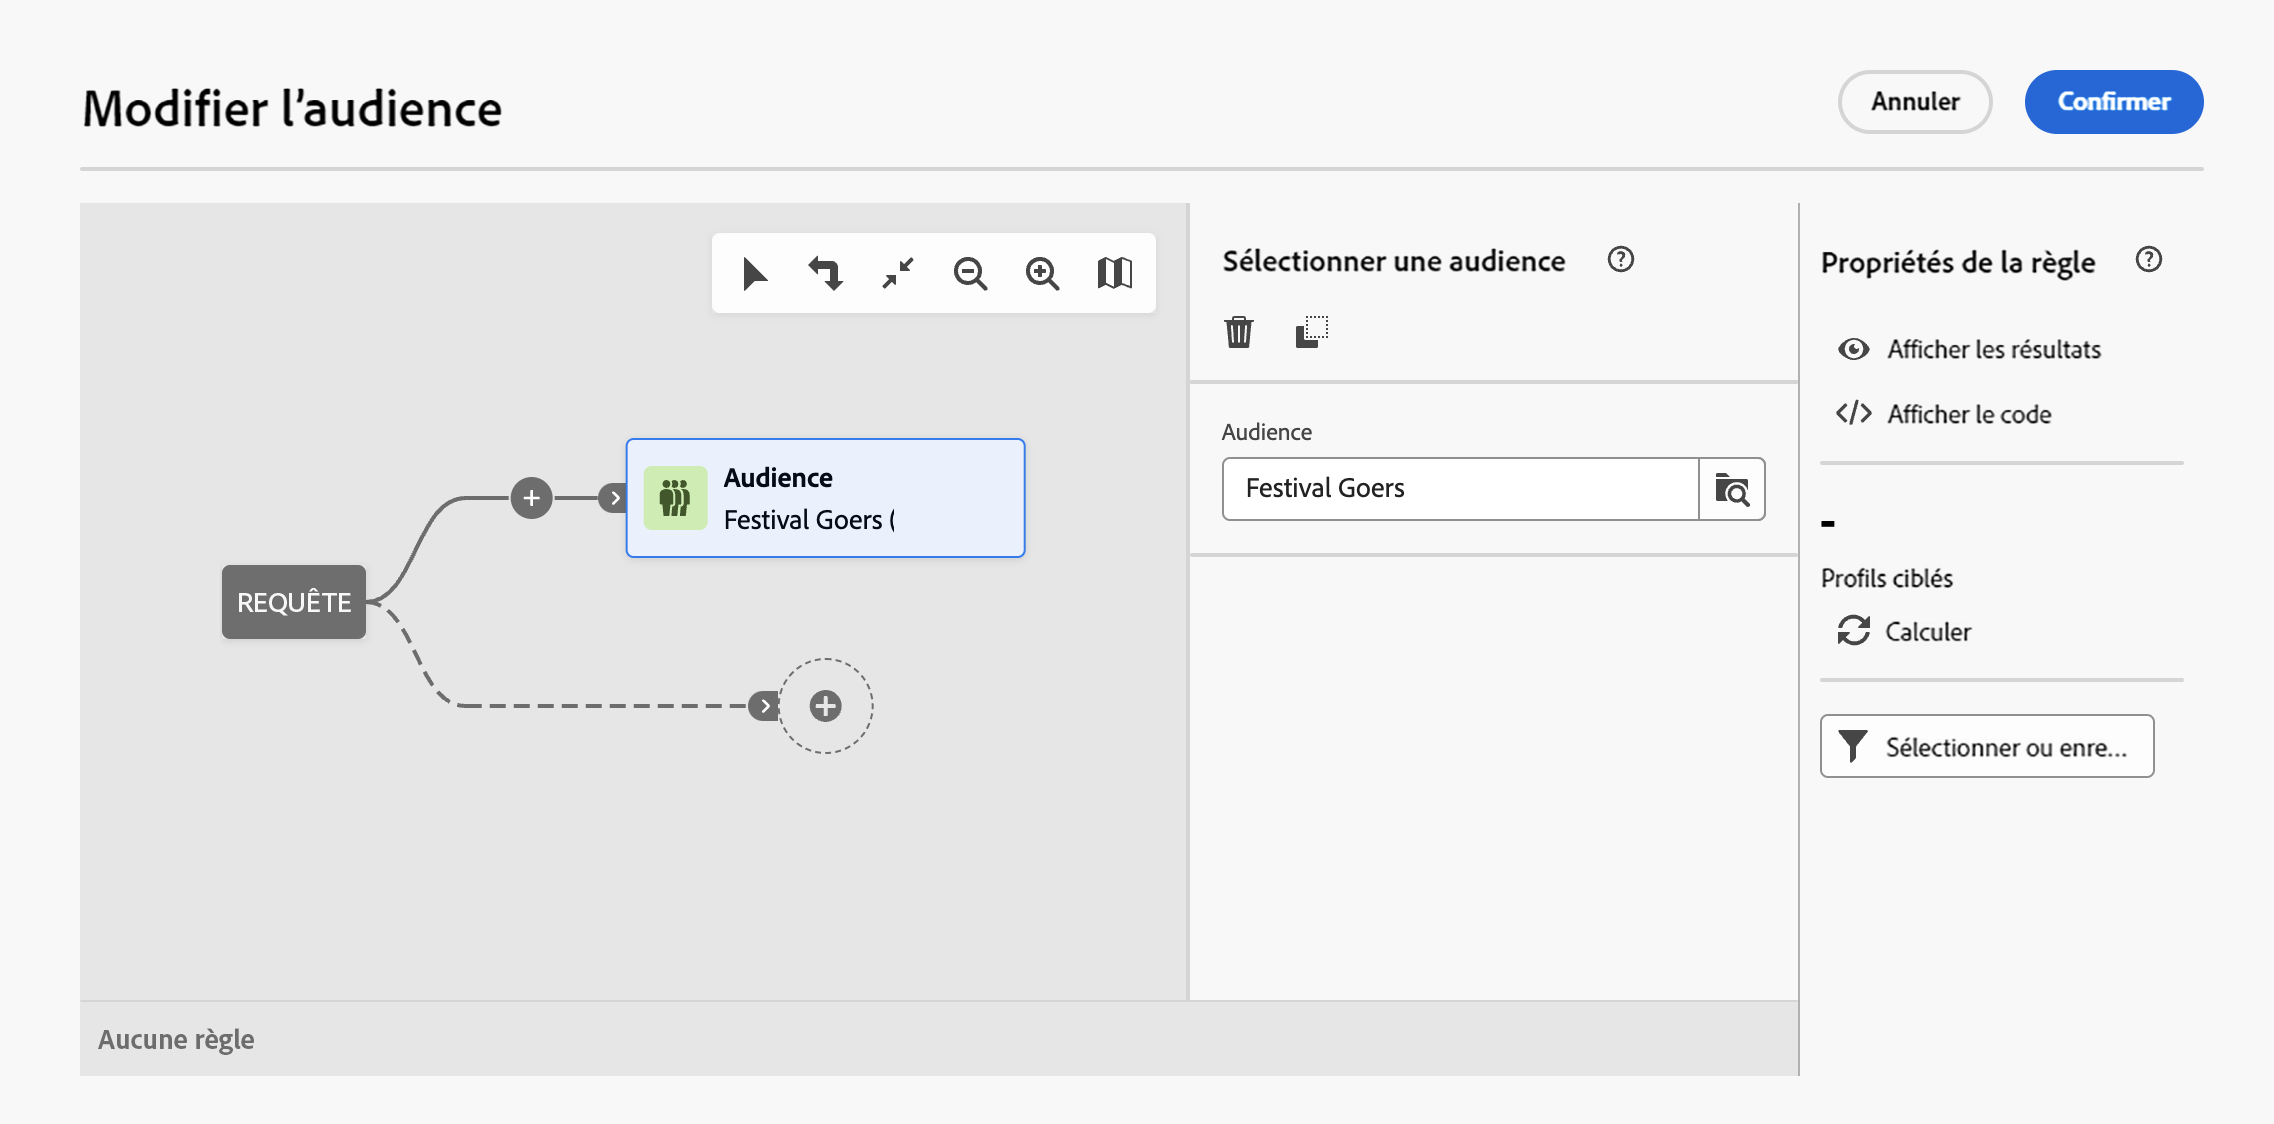 Modifier l’audience
Annuler
Confirmer
Sélectionner une audience
Propriétés de la règle
Afficher les résultats
Afficher le code
Audience
Festival Goers
Audience
Festival Goers (
REQUÊTE
-
Profils ciblés
Calculer
Sélectionner ou enre...
Aucune règle